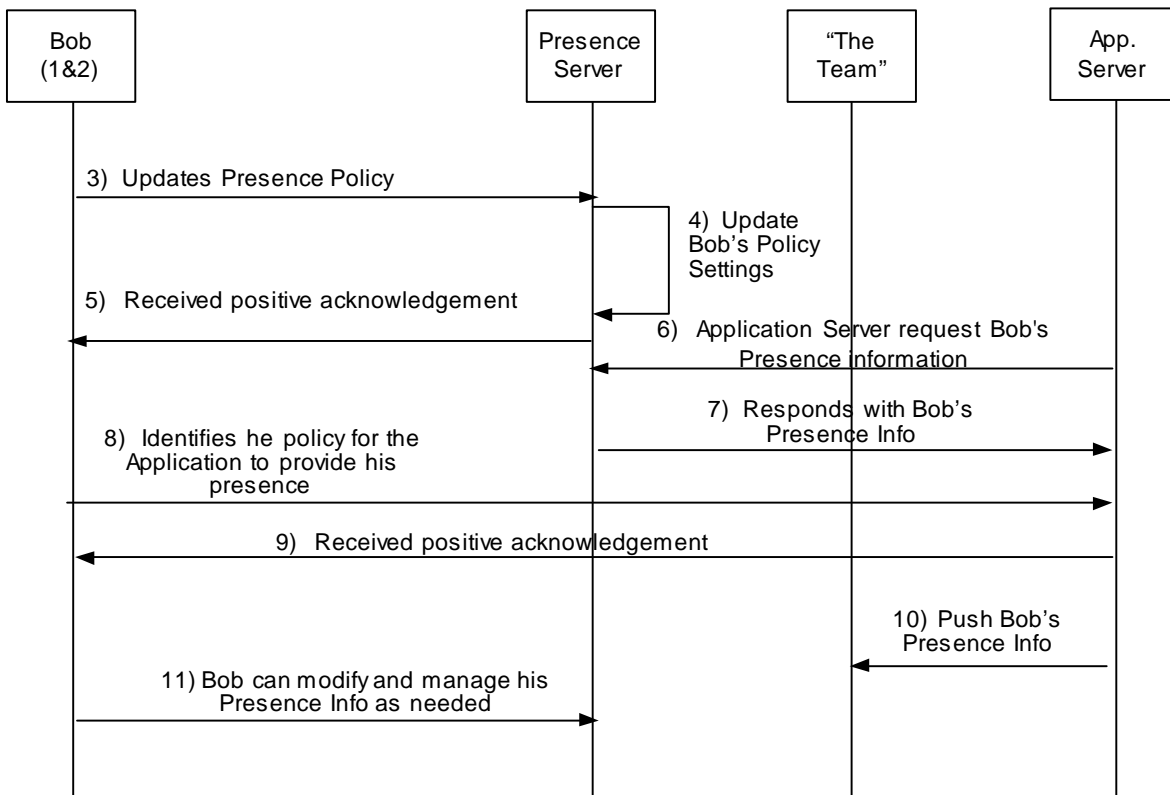 Bob
(1&2)
Presence
Server
“The
Team”
App.
Server
3) Updates Presence Policy
4) Update
Bob’s Policy
Settings
5) Received positive acknowledgement
6) Application Server request Bob's
Presence information
7) Responds with Bob’s
Presence Info
8) Identifies he policy for the
Application to provide his
presence
9) Received positive acknowledgement
10) Push Bob’s
Presence Info
11) Bob can modify and manage his
Presence Info as needed